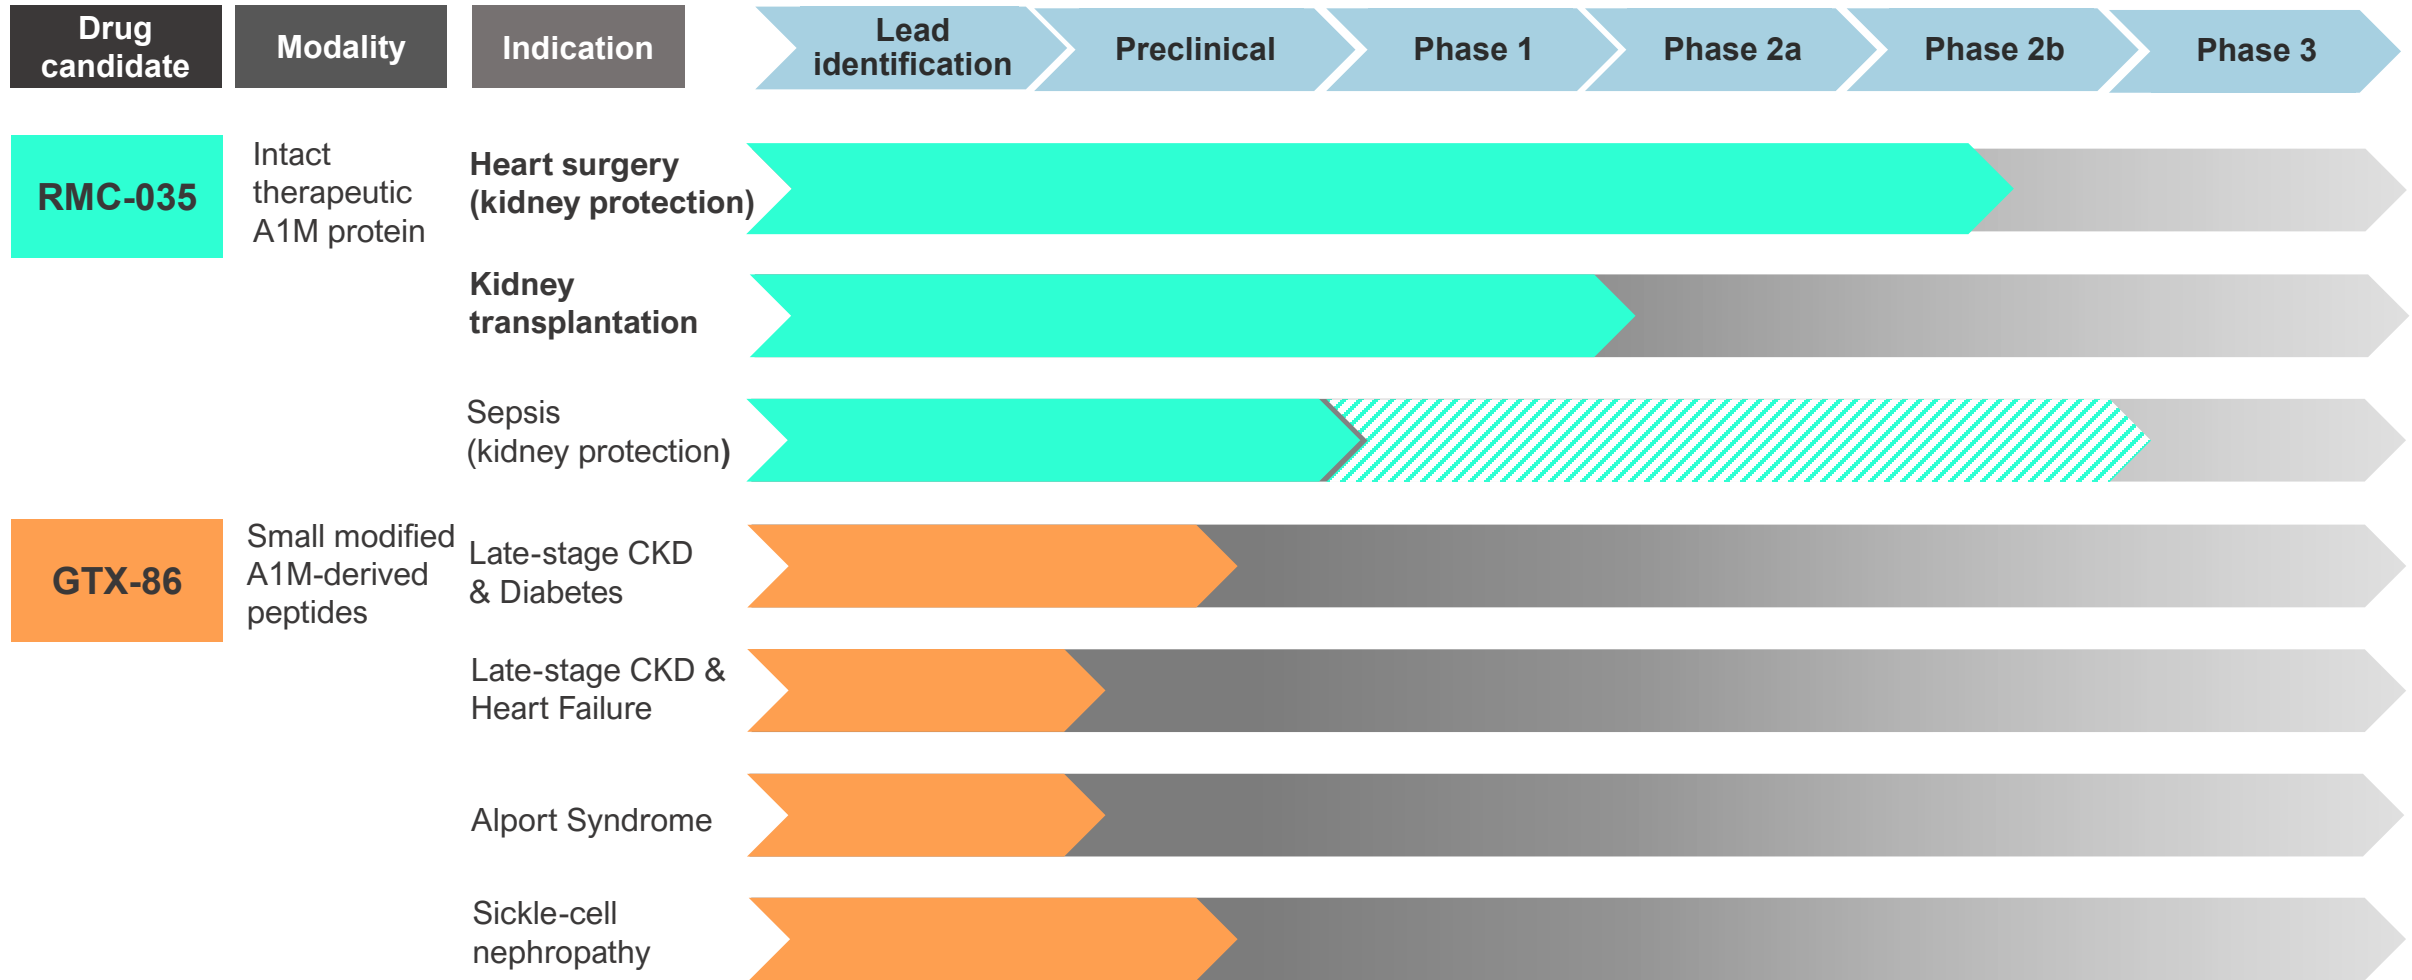 Drug
candidate
Modality
Indication
Lead
identification
Preclinical
Phase 1
Phase 2a
Phase 2b
Phase 3
RMC-035
Intact
therapeutic
A1M protein
Heart surgery
(kidney protection)
Kidney
transplantation
Sepsis
(kidney protection)
GTX-86
Small modified
A1M-derived
peptides
Late-stage CKD
& Diabetes
Late-stage CKD &
Heart Failure
Alport Syndrome
Sickle-cell
nephropathy